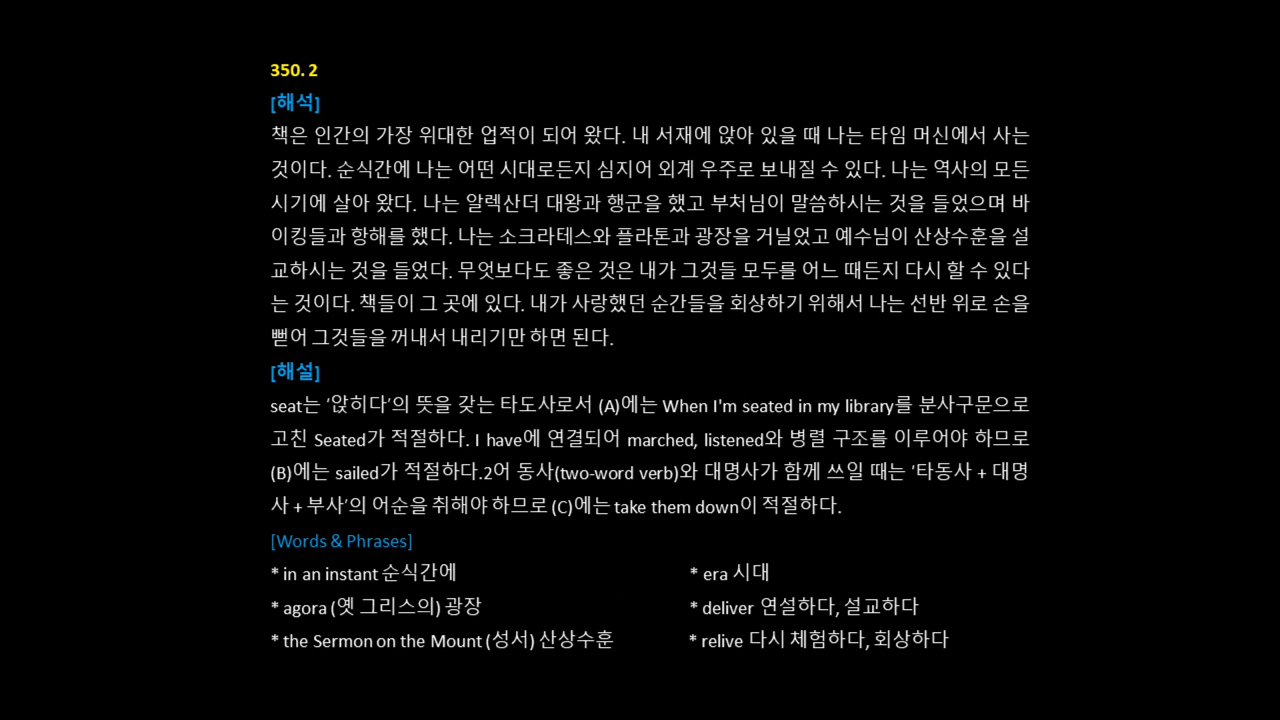 350. 2
[해석]
책은 인간의 가장 위대한 업적이 되어 왔다. 내 서재에 앉아 있을 때 나는 타임 머신에서 사는
것이다. 순식간에 나는 어떤 시대로든지 심지어 외계 우주로 보내질 수 있다. 나는 역사의 모든
시기에 살아 왔다. 나는 알렉산더 대왕과 행군을 했고 부처님이 말씀하시는 것을 들었으며 바
이킹들과 항해를 했다. 나는 소크라테스와 플라톤과 광장을 거닐었고 예수님이 산상수훈을 설
교하시는 것을 들었다. 무엇보다도 좋은 것은 내가 그것들 모두를 어느 때든지 다시 할 수 있다
는 것이다. 책들이 그 곳에 있다. 내가 사랑했던 순간들을 회상하기 위해서 나는 선반 위로 손을
뻗어 그것들을 꺼내서 내리기만 하면 된다.
[해설]
seat는 '앉히다'의 뜻을 갖는 타도사로서 (A)에는 When I'm seated in my library를 분사구문으로
고친 Seated가 적절하다. I have에 연결되어 marched, listened와 병렬 구조를 이루어야 하므로
(B)에는 sailed가 적절하다.2어 동사(two-word verb)와 대명사가 함께 쓰일 때는 '타동사 + 대명
사 + 부사'의 어순을 취해야 하므로 (C)에는 take them down이 적절하다.
[Words & Phrases]
* in an instant 순식간에 * era 시대
* agora (옛 그리스의) 광장 * deliver 연설하다, 설교하다
* the Sermon on the Mount (성서) 산상수훈 * relive 다시 체험하다, 회상하다